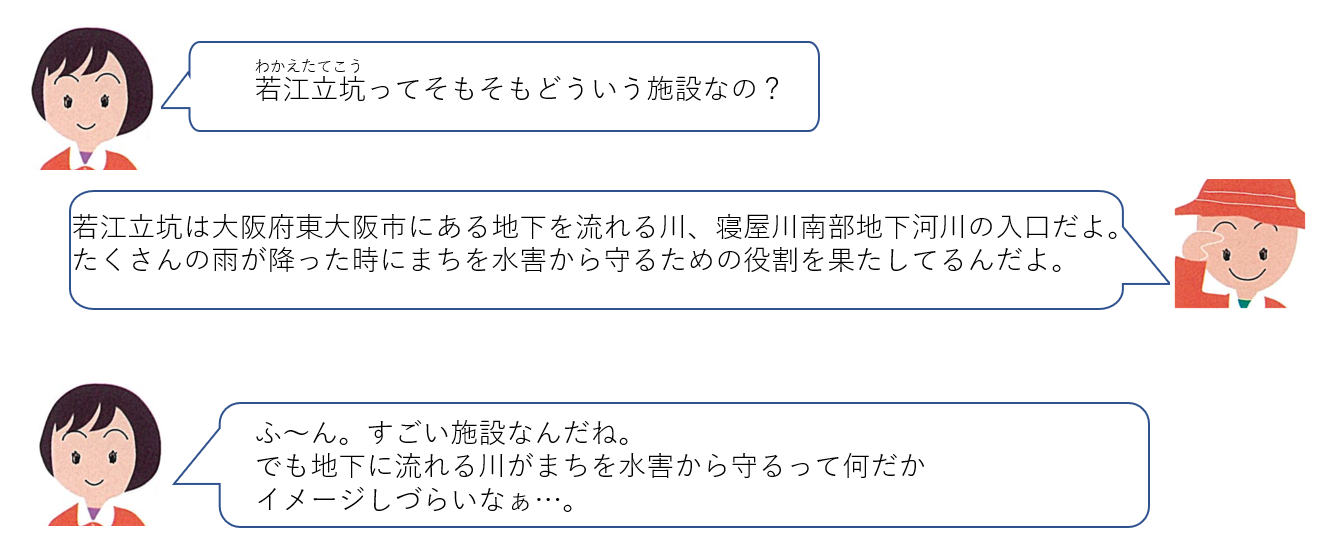 わかえたてこう
若江立坑ってそもそもどういう施設なの？
若江立坑は大阪府東大阪市にある地下を流れる川、寝屋川南部地下河川の入口だよ。
たくさんの雨が降った時にまちを水害から守るための役割を果たしてるんだよ。
ふ～ん。すごい施設なんだね。
でも地下に流れる川がまちを水害から守るって何だか
イメージしづらいなぁ…。